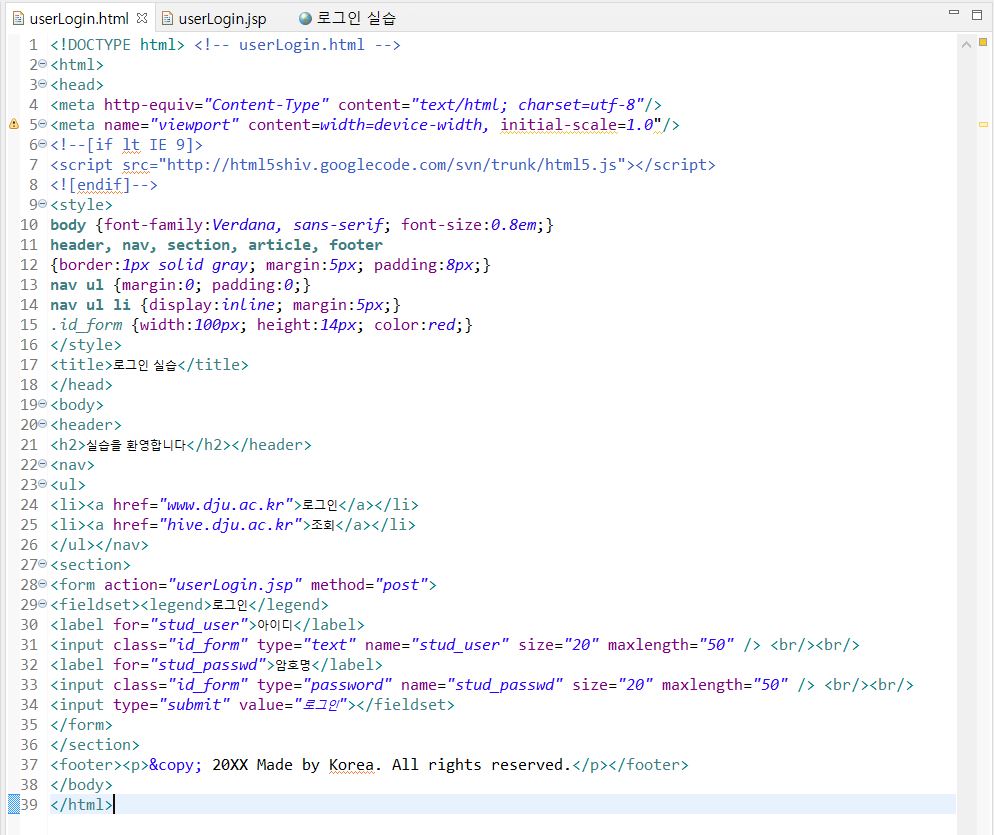 userLogin.html userLogin.jsp 로그인 실습
1 <!DOCTYPE html> <!-- userLogin.html -->
2 <html>
3 <head>
4 <meta http-equiv="Content-Type" content="text/html; charset=utf-8"/>
5 <meta name="viewport" content=width=device-width, initial-scale=1.0"/>
6 <!--[if lt IE 9]>
7 <script src="http://html5shiv.googlecode.com/svn/trunk/html5.js"></script>
8 <![endif]-->
9 <style>
10 body {font-family:Verdana, sans-serif; font-size:0.8em;}
11 header, nav, section, article, footer
12 {border:1px solid gray; margin:5px; padding:8px;}
13 nav ul {margin:0; padding:0;}
14 nav ul li {display:inline; margin:5px;}
15 .id_form {width:100px; height:14px; color:red;}
16 </style>
17 <title>로그인 실습</title>
18 </head>
19 <body>
20 <header>
21 <h2>실습을 환영합니다</h2></header>
22 <nav>
23 <ul>
24 <li><a href="www.dju.ac.kr">로그인</a></li>
25 <li><a href="hive.dju.ac.kr">조회</a></li>
26 </ul></nav>
27 <section>
28 <form action="userLogin.jsp" method="post">
29 <fieldset><legend>로그인</legend>
30 <label for="stud_user">아이디</label>
31 <input class="id_form" type="text" name="stud_user" size="20" maxlength="50" /> <br/><br/>
32 <label for="stud_passwd">암호명</label>
33 <input class="id_form" type="password" name="stud_passwd" size="20" maxlength="50" /> <br/><br/>
34 <input type="submit" value="로그인"></fieldset>
35 </form>
36 </section>
37 <footer><p>&copy; 20XX Made by Korea. All rights reserved.</p></footer>
38 </body>
39 </html>